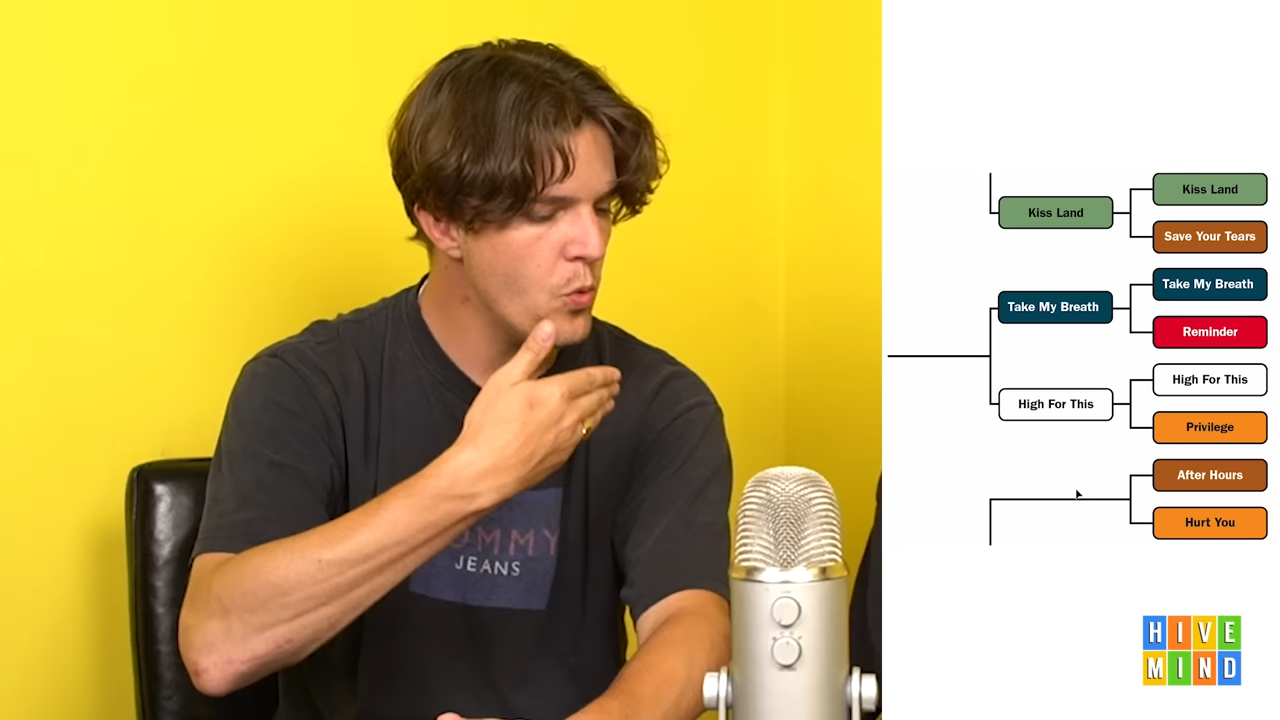 TOMMY
JEANS
Kiss Land
Kiss Land
Save Your Tears
Take My Breath
Take My Breath
Reminder
High For This
High For This
Privilege
After Hours
Hurt You
HIVE
MIND